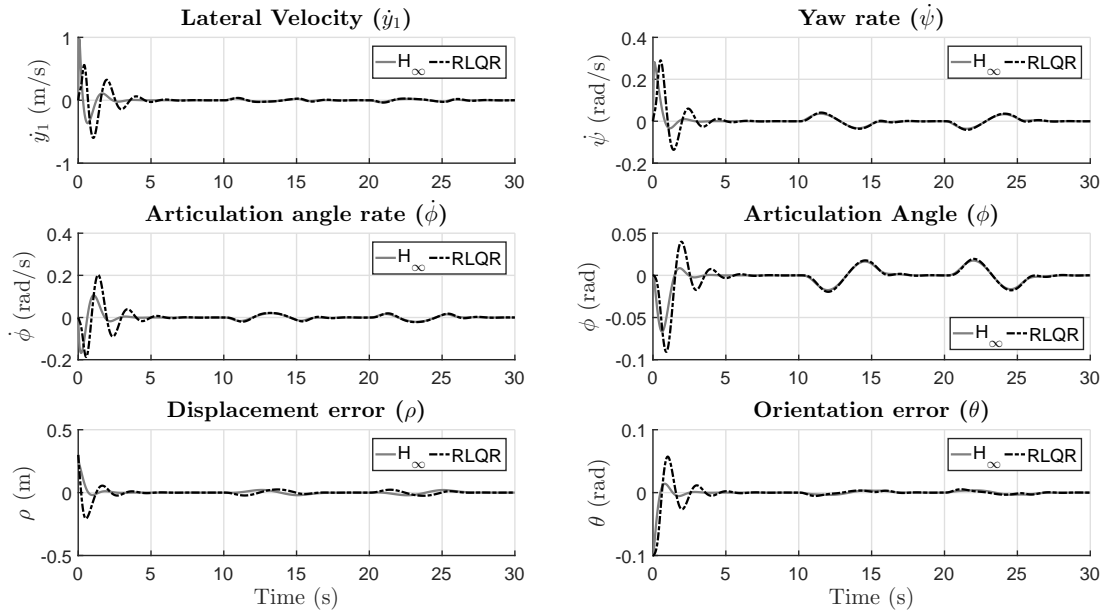 Lateral Velocity (ẏ₁)
1
0
-1
ẏ₁ (m/s)
H∞ RLQR
0 5 10 15 20 25 30
Yaw rate (ψ̇)
0.4
0.2
0
-0.2
ψ̇ (rad/s)
H∞ RLQR
0 5 10 15 20 25 30
Articulation angle rate (φ̇)
0.4
0.2
0
-0.2
φ̇ (rad/s)
H∞ RLQR
0 5 10 15 20 25 30
Articulation Angle (φ)
0.05
0
-0.05
-0.1
φ (rad)
H∞ RLQR
0 5 10 15 20 25 30
Displacement error (ρ)
0.5
0
-0.5
ρ (m)
H∞ RLQR
0 5 10 15 20 25 30
Time (s)
Orientation error (θ)
0.1
0
-0.1
θ (rad)
H∞ RLQR
0 5 10 15 20 25 30
Time (s)